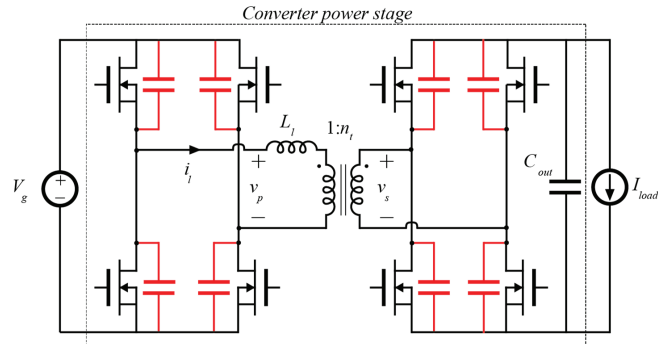 Converter power stage
L_l
1:n_t
i_l
+
v_p
−
+
v_s
−
V_g
+
−
C_out
I_load